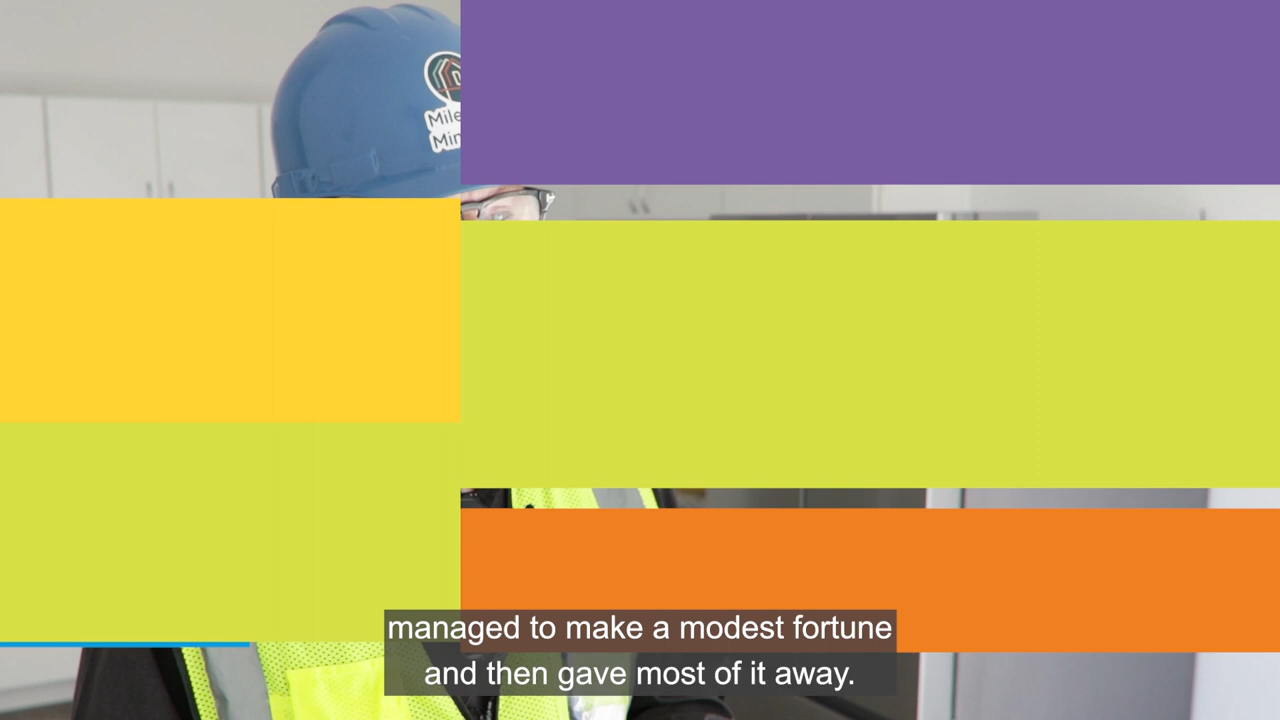 managed to make a modest fortune
and then gave most of it away.